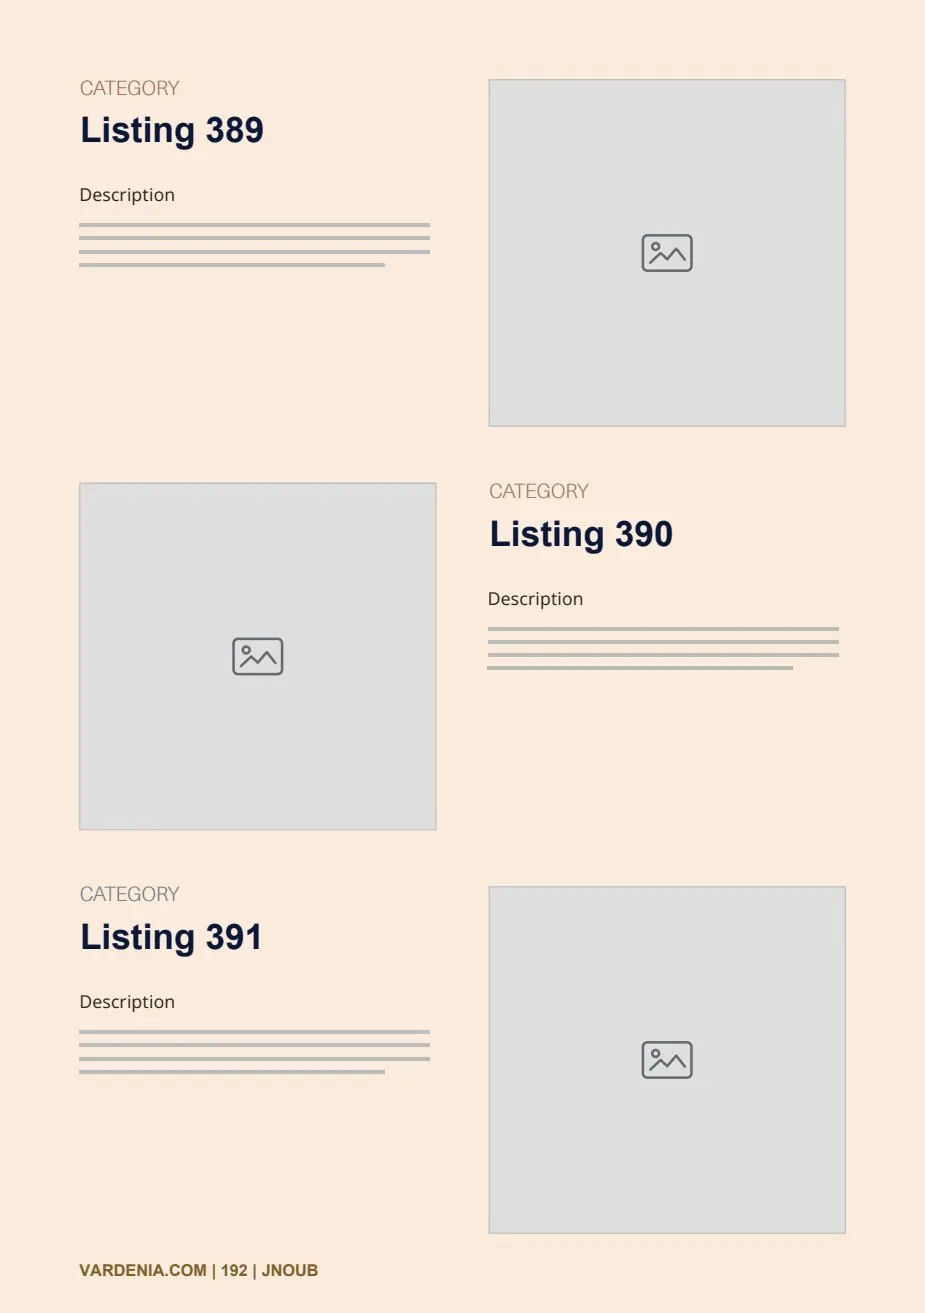 CATEGORY
Listing 389
Description
CATEGORY
Listing 390
Description
CATEGORY
Listing 391
Description
VARDENIA.COM | 192 | JNOUB